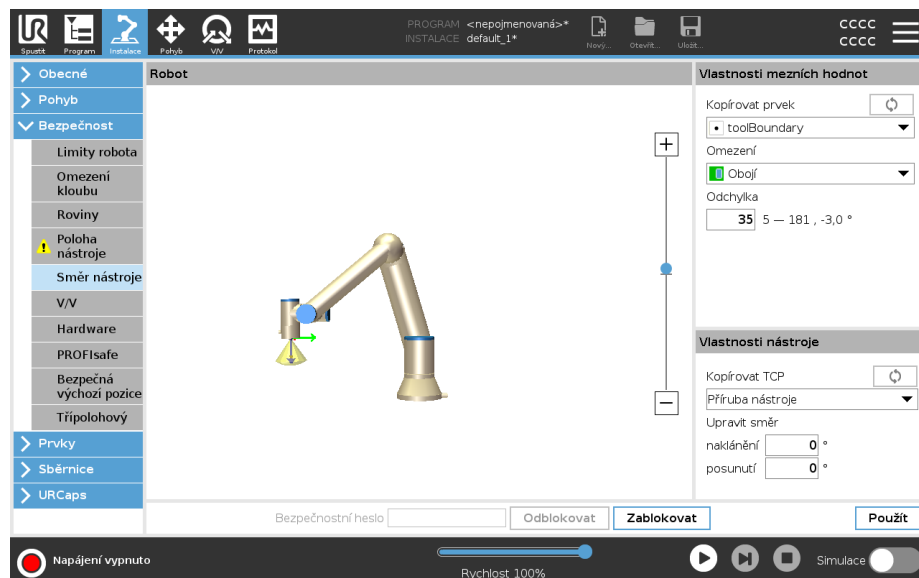 PROGRAM <nepojmenovaná>*
INSTALACE default_1*
Spustit
Program
Instalace
Pohyb
V/V
Protokol
Nový...
Otevřít...
Uložit...
CCCC
CCCC
Obecné
Pohyb
Bezpečnost
Limity robota
Omezení
kloubu
Roviny
Poloha
nástroje
Směr nástroje
V/V
Hardware
PROFIsafe
Bezpečná
výchozí pozice
Třípolohový
Prvky
Sběrnice
URCaps
Robot
Vlastnosti mezních hodnot
Kopírovat prvek
toolBoundary
Omezení
Obojí
Odchylka
35 5 — 181 , -3,0 °
Vlastnosti nástroje
Kopírovat TCP
Příruba nástroje
Upravit směr
naklánění 0 °
posunutí 0 °
Bezpečnostní heslo
Odblokovat
Zablokovat
Použít
Napájení vypnuto
Rychlost 100%
Simulace